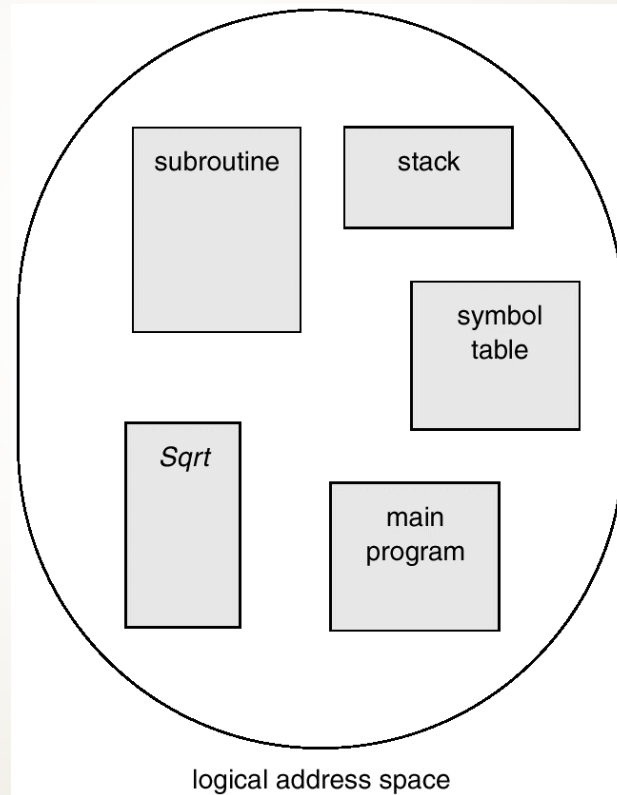 subroutine
stack
symbol
table
Sqrt
main
program
logical address space